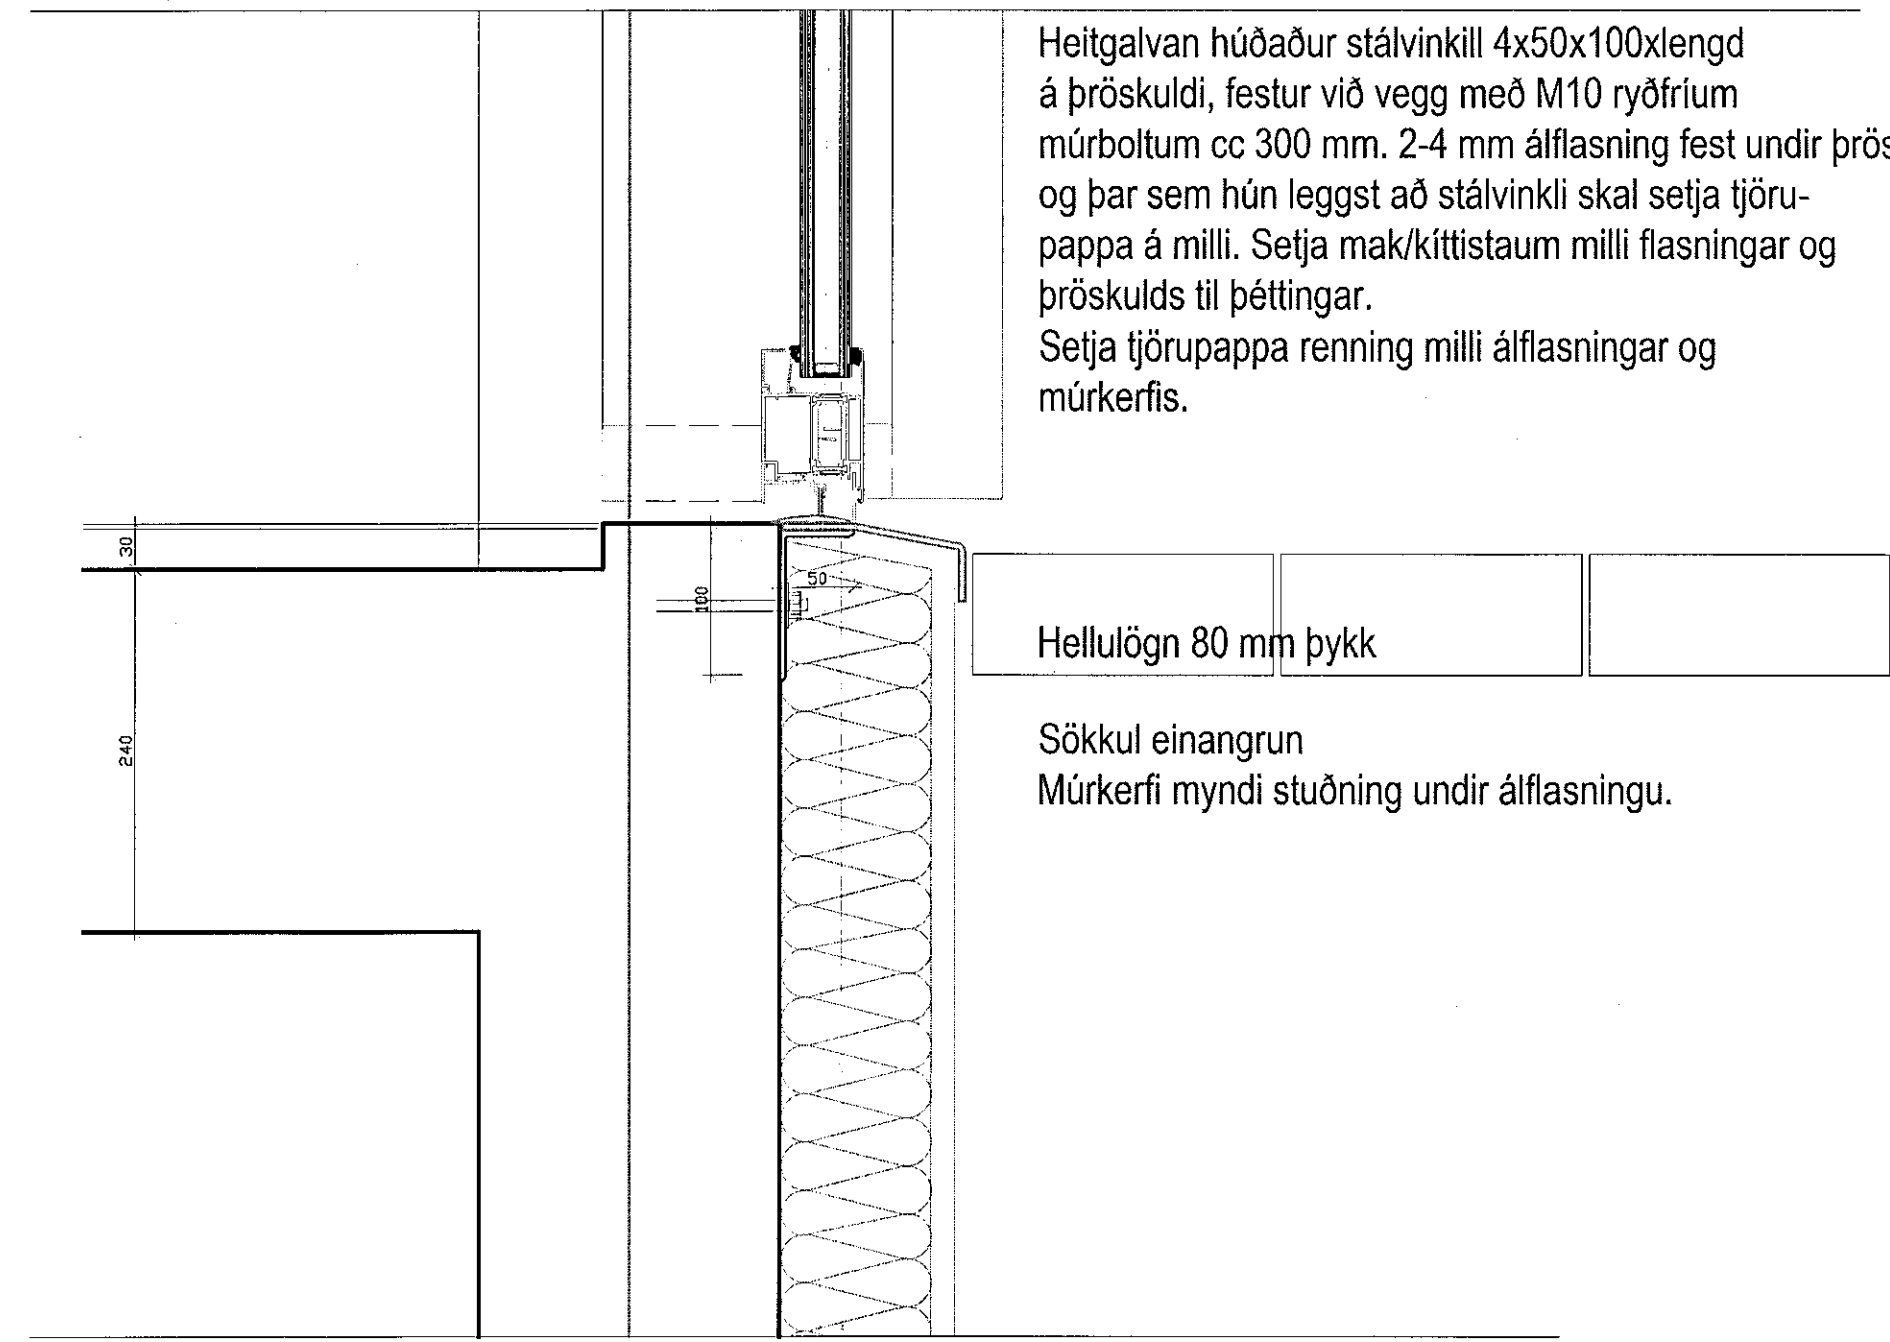 Heitgalvan húðaður stálvinkill 4x50x100xlengd
á þröskuldi, festur við vegg með M10 ryðfríum
múrboltum cc 300 mm. 2-4 mm álflasning fest undir þrös
og þar sem hún leggst að stálvinkli skal setja tjöru-
pappa á milli. Setja mak/kíttistaum milli flasningar og
þröskulds til þéttingar.
Setja tjörupappa renning milli álflasningar og
múrkerfis.
30
50
100
Hellulögn 80 mm þykk
240
Sökkul einangrun
Múrkerfi myndi stuðning undir álflasningu.